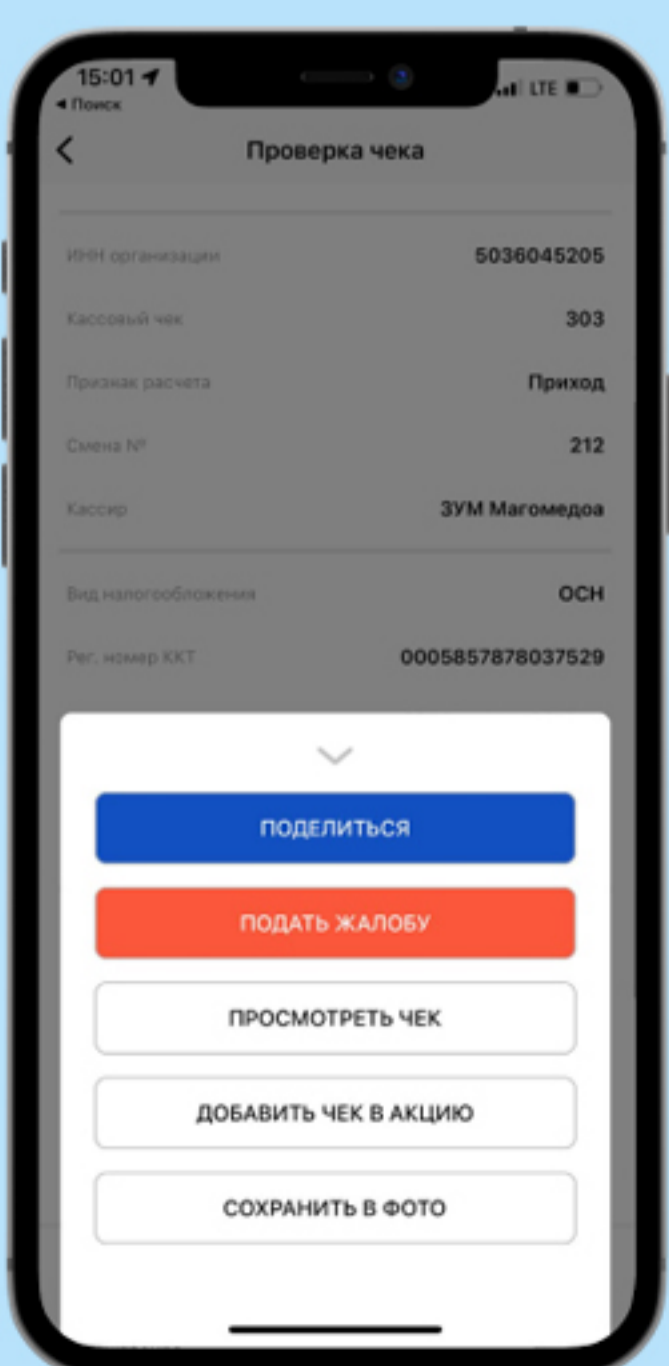 15:01
◀ Поиск
LTE
Проверка чека
ИНН организации 5036045205
Кассовый чек 303
Признак расчета Приход
Смена № 212
Кассир ЗУМ Магомедоа
Вид налогообложения ОСН
Рег. номер ККТ 0005857878037529
ПОДЕЛИТЬСЯ
ПОДАТЬ ЖАЛОБУ
ПРОСМОТРЕТЬ ЧЕК
ДОБАВИТЬ ЧЕК В АКЦИЮ
СОХРАНИТЬ В ФОТО